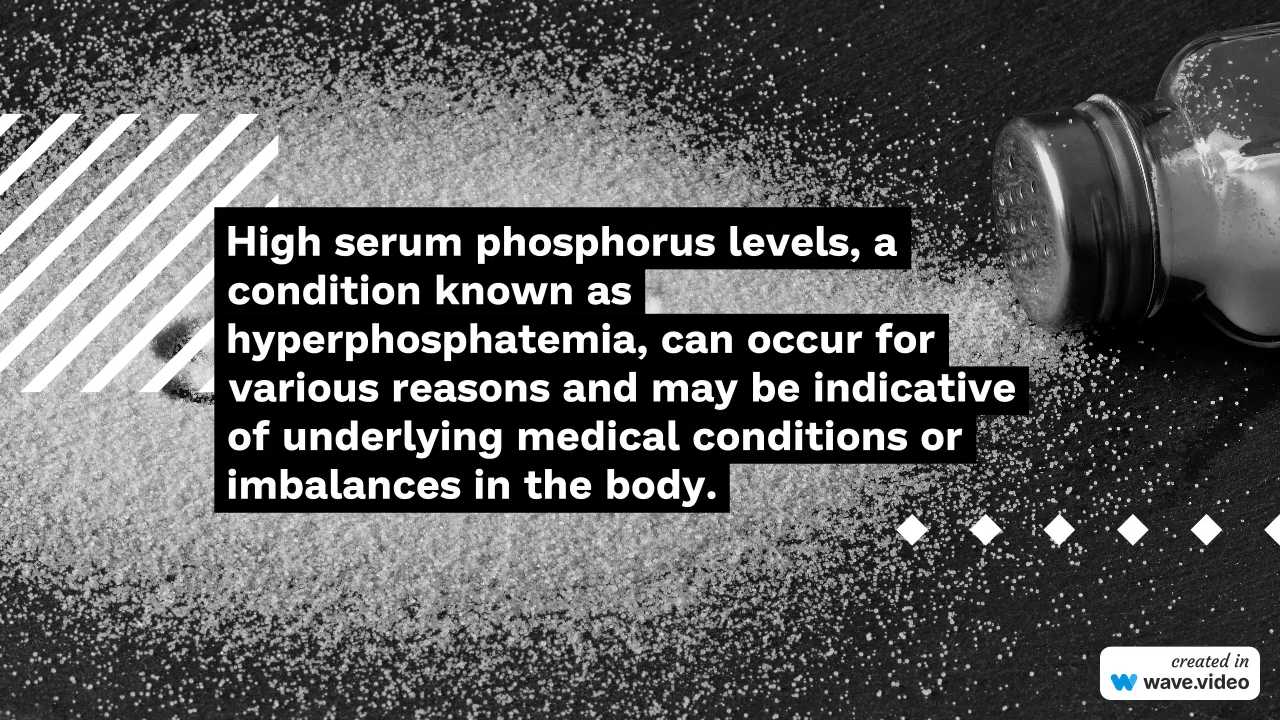 High serum phosphorus levels, a
condition known as
hyperphosphatemia, can occur for
various reasons and may be indicative
of underlying medical conditions or
imbalances in the body.
created in
wave.video